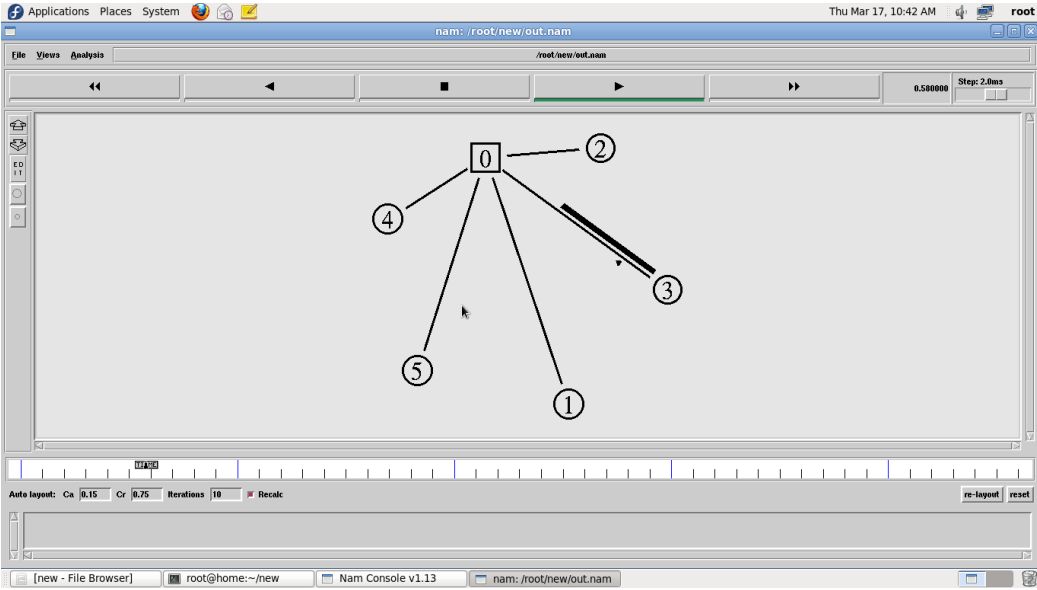 Applications Places System Thu Mar 17, 10:42 AM root
nam: /root/new/out.nam
File Views Analysis /root/new/out.nam
0.580000 Step: 2.0ms
E D
I T
0
2
4
3
5
1
Auto layout: Ca 0.15 Cr 0.75 Iterations 10 Recalc re-layout reset
[new - File Browser] root@home:~/new Nam Console v1.13 nam: /root/new/out.nam